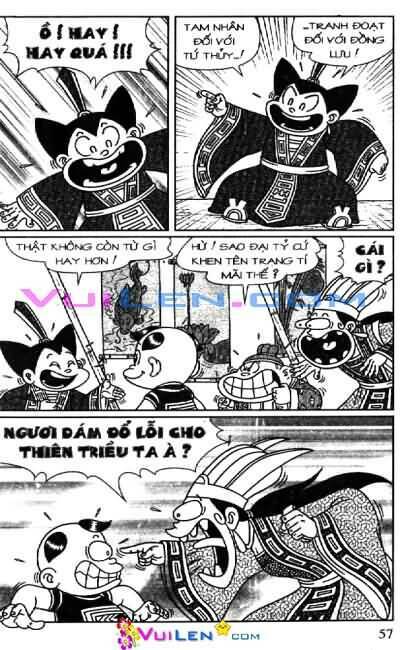 Ồ! HAY!
HAY QUÁ!!!
TAM NHÂN
ĐỐI VỚI
TỨ THỦY...!
...TRANH ĐOẠT
ĐỐI VỚI ĐỒNG
LƯU!
THẬT KHÔNG CÒN TỪ GÌ
HAY HƠN!
HỪ! SAO ĐẠI TỶ CỨ
KHEN TÊN TRANG TÍ
MÃI THẾ?
CÁI
GÌ?
VUILEN.COM
NGƯƠI DÁM ĐỔ LỖI CHO
THIÊN TRIỀU TA À?
57
VUILEN.COM